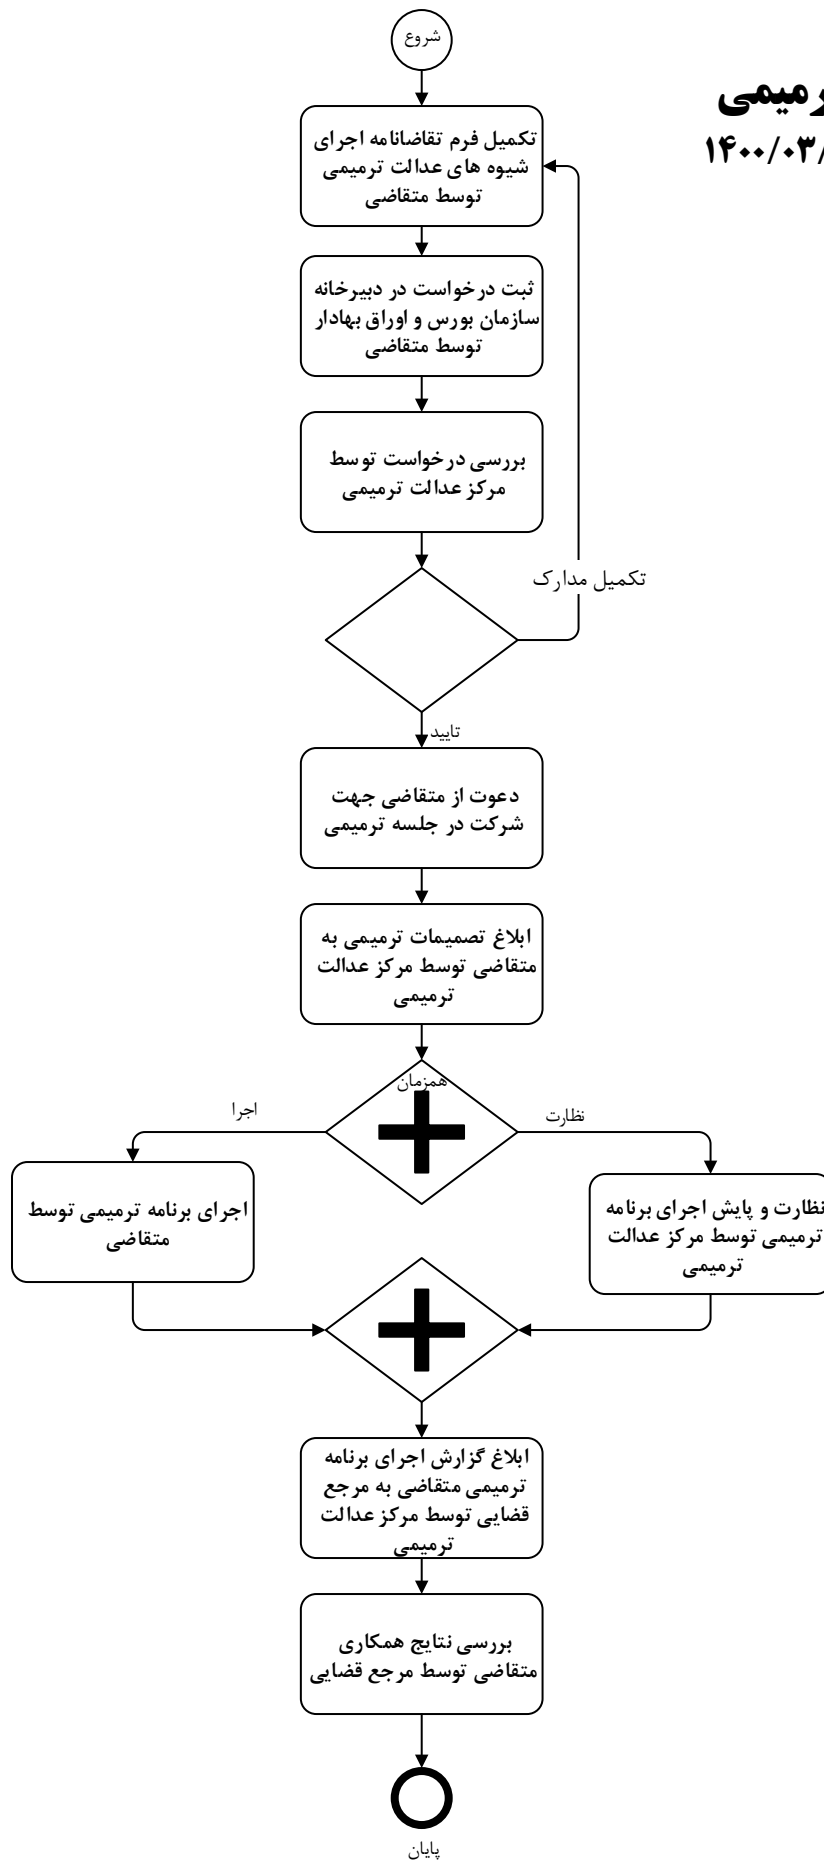 شروع
ترمیمی
۱۴۰۰/۰۳/
تکمیل فرم تقاضانامه اجرای
شیوه های عدالت ترمیمی
توسط متقاضی
ثبت درخواست در دبیرخانه
سازمان بورس و اوراق بهادار
توسط متقاضی
بررسی درخواست توسط
مرکز عدالت ترمیمی
تکمیل مدارک
تایید
دعوت از متقاضی جهت
شرکت در جلسه ترمیمی
ابلاغ تصمیمات ترمیمی به
متقاضی توسط مرکز عدالت
ترمیمی
همزمان
نظارت
اجرا
نظارت و پایش اجرای برنامه
ترمیمی توسط مرکز عدالت
ترمیمی
اجرای برنامه ترمیمی توسط
متقاضی
ابلاغ گزارش اجرای برنامه
ترمیمی متقاضی به مرجع
قضایی توسط مرکز عدالت
ترمیمی
بررسی نتایج همکاری
متقاضی توسط مرجع قضایی
پایان